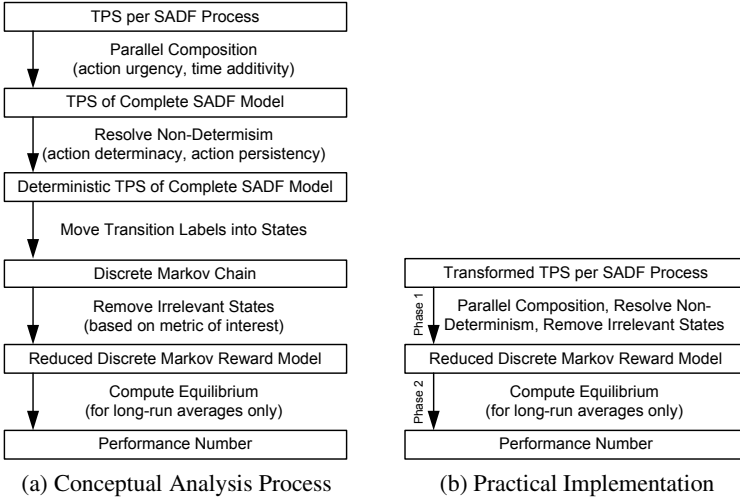 TPS per SADF Process
Parallel Composition
(action urgency, time additivity)
TPS of Complete SADF Model
Resolve Non-Determisim
(action determinacy, action persistency)
Deterministic TPS of Complete SADF Model
Move Transition Labels into States
Discrete Markov Chain
Remove Irrelevant States
(based on metric of interest)
Reduced Discrete Markov Reward Model
Compute Equilibrium
(for long-run averages only)
Performance Number
(a) Conceptual Analysis Process
Transformed TPS per SADF Process
Phase 1
Parallel Composition, Resolve Non-
Determinism, Remove Irrelevant States
Reduced Discrete Markov Reward Model
Phase 2
Compute Equilibrium
(for long-run averages only)
Performance Number
(b) Practical Implementation